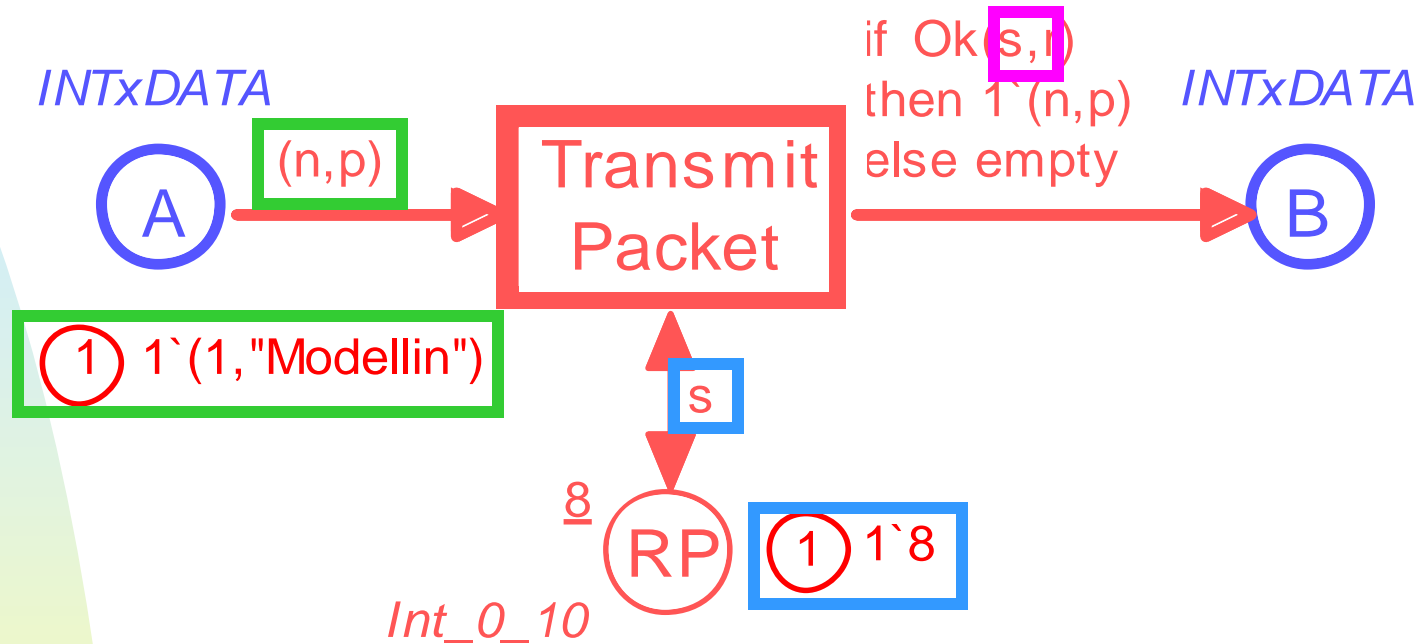 if Ok(s,r)
then 1`(n,p)
else empty
INTxDATA
INTxDATA
(n,p)
A
Transmit
Packet
B
1 1`(1,"Modellin")
s
8
RP
1 1`8
Int_0_10